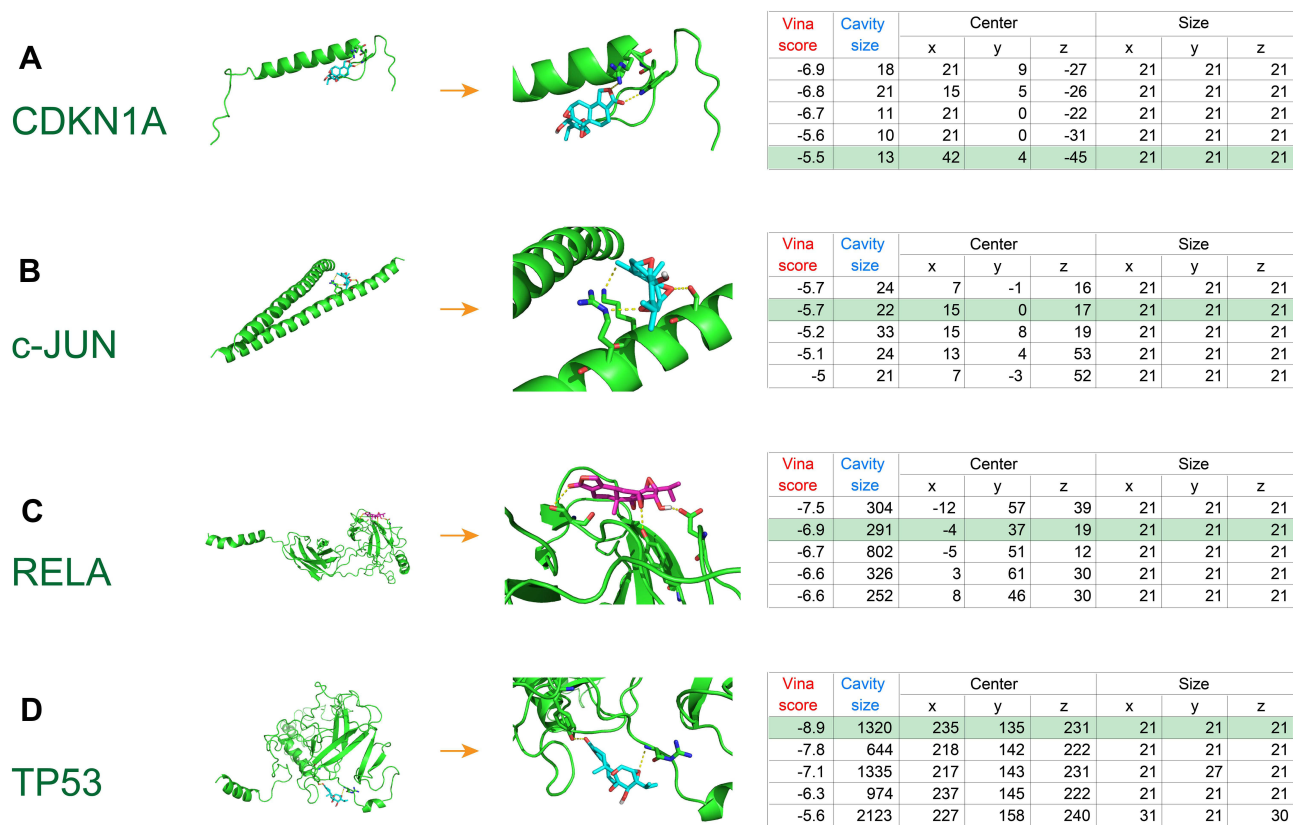 A
CDKN1A
Vina score Cavity size Center Size
x y z x y z
-6.9 18 21 9 -27 21 21 21
-6.8 21 15 5 -26 21 21 21
-6.7 11 21 0 -22 21 21 21
-5.6 10 21 0 -31 21 21 21
-5.5 13 42 4 -45 21 21 21
B
c-JUN
Vina score Cavity size Center Size
x y z x y z
-5.7 24 7 -1 16 21 21 21
-5.7 22 15 0 17 21 21 21
-5.2 33 15 8 19 21 21 21
-5.1 24 13 4 53 21 21 21
-5 21 7 -3 52 21 21 21
C
RELA
Vina score Cavity size Center Size
x y z x y z
-7.5 304 -12 57 39 21 21 21
-6.9 291 -4 37 19 21 21 21
-6.7 802 -5 51 12 21 21 21
-6.6 326 3 61 30 21 21 21
-6.6 252 8 46 30 21 21 21
D
TP53
Vina score Cavity size Center Size
x y z x y z
-8.9 1320 235 135 231 21 21 21
-7.8 644 218 142 222 21 21 21
-7.1 1335 217 143 231 21 27 21
-6.3 974 237 145 222 21 21 21
-5.6 2123 227 158 240 31 21 30